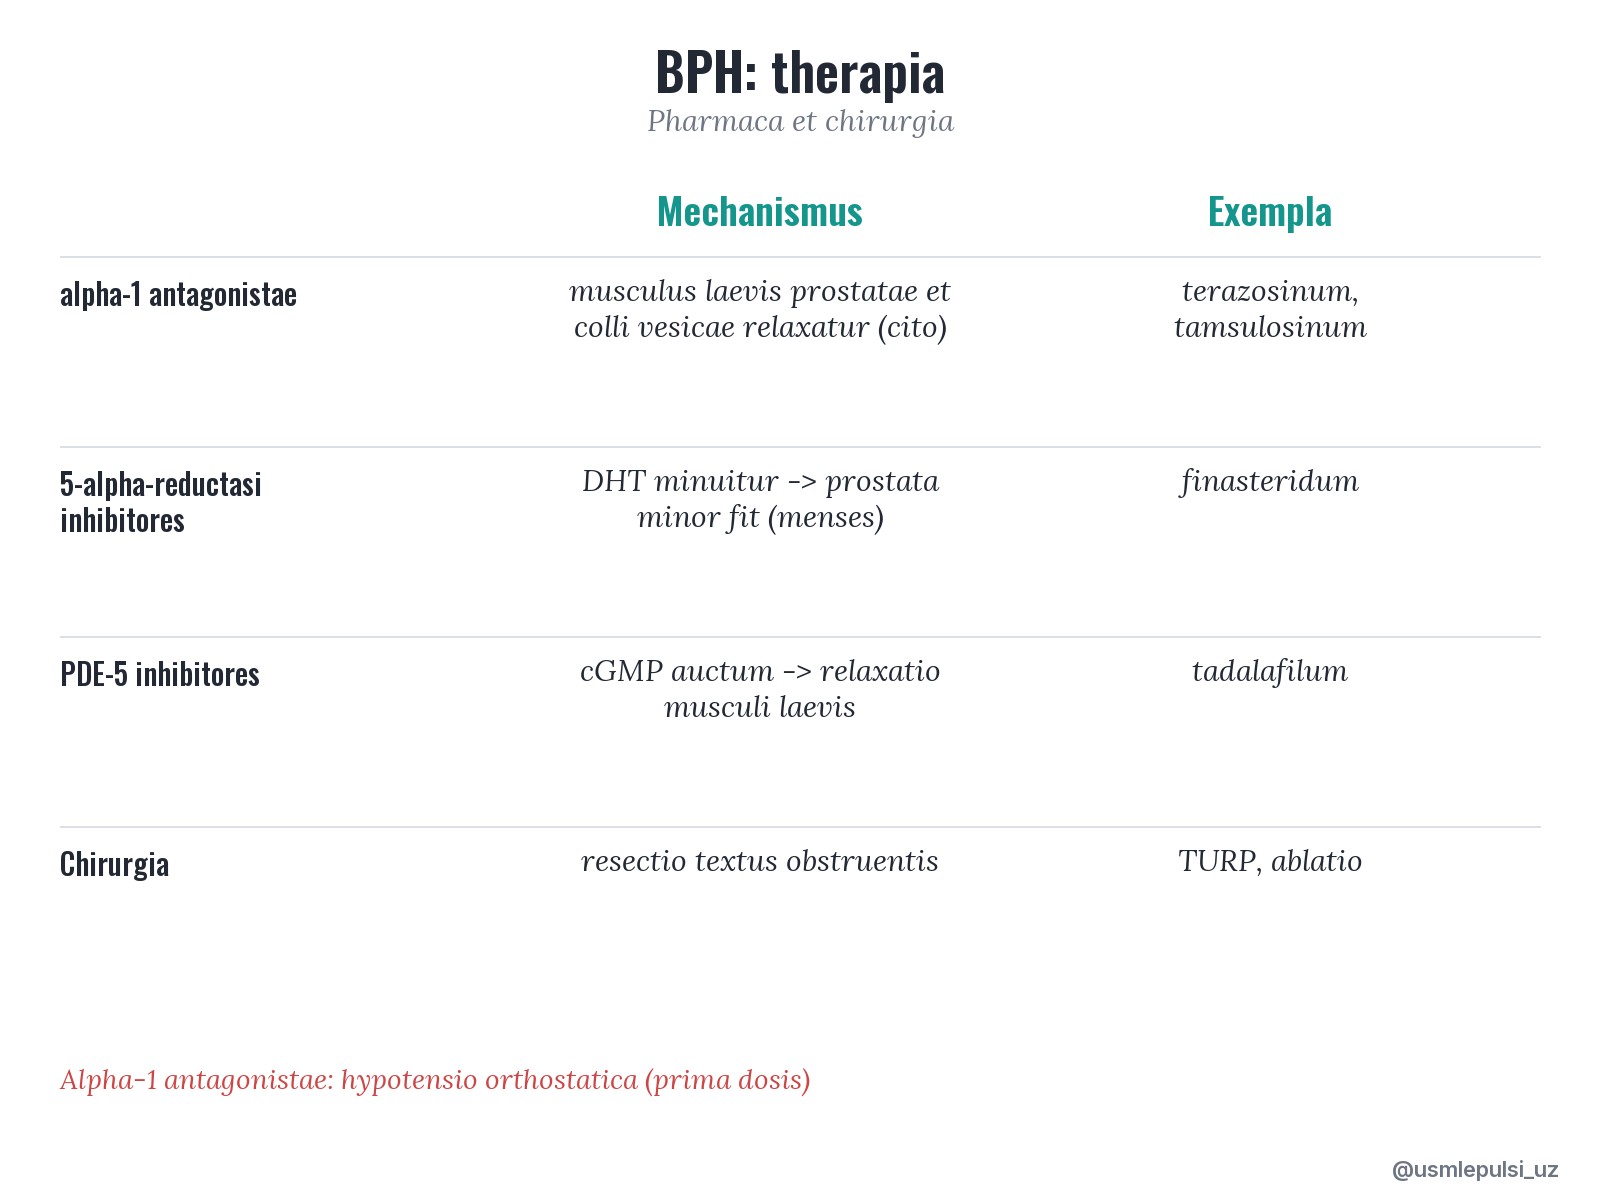 BPH: therapia
Pharmaca et chirurgia
Mechanismus
Exempla
alpha-1 antagonistae
musculus laevis prostatae et
colli vesicae relaxatur (cito)
terazosinum,
tamsulosinum
5-alpha-reductasi
inhibitores
DHT minuitur -> prostata
minor fit (menses)
finasteridum
PDE-5 inhibitores
cGMP auctum -> relaxatio
musculi laevis
tadalafilum
Chirurgia
resectio textus obstruentis
TURP, ablatio
Alpha-1 antagonistae: hypotensio orthostatica (prima dosis)
@usmlepulsi_uz